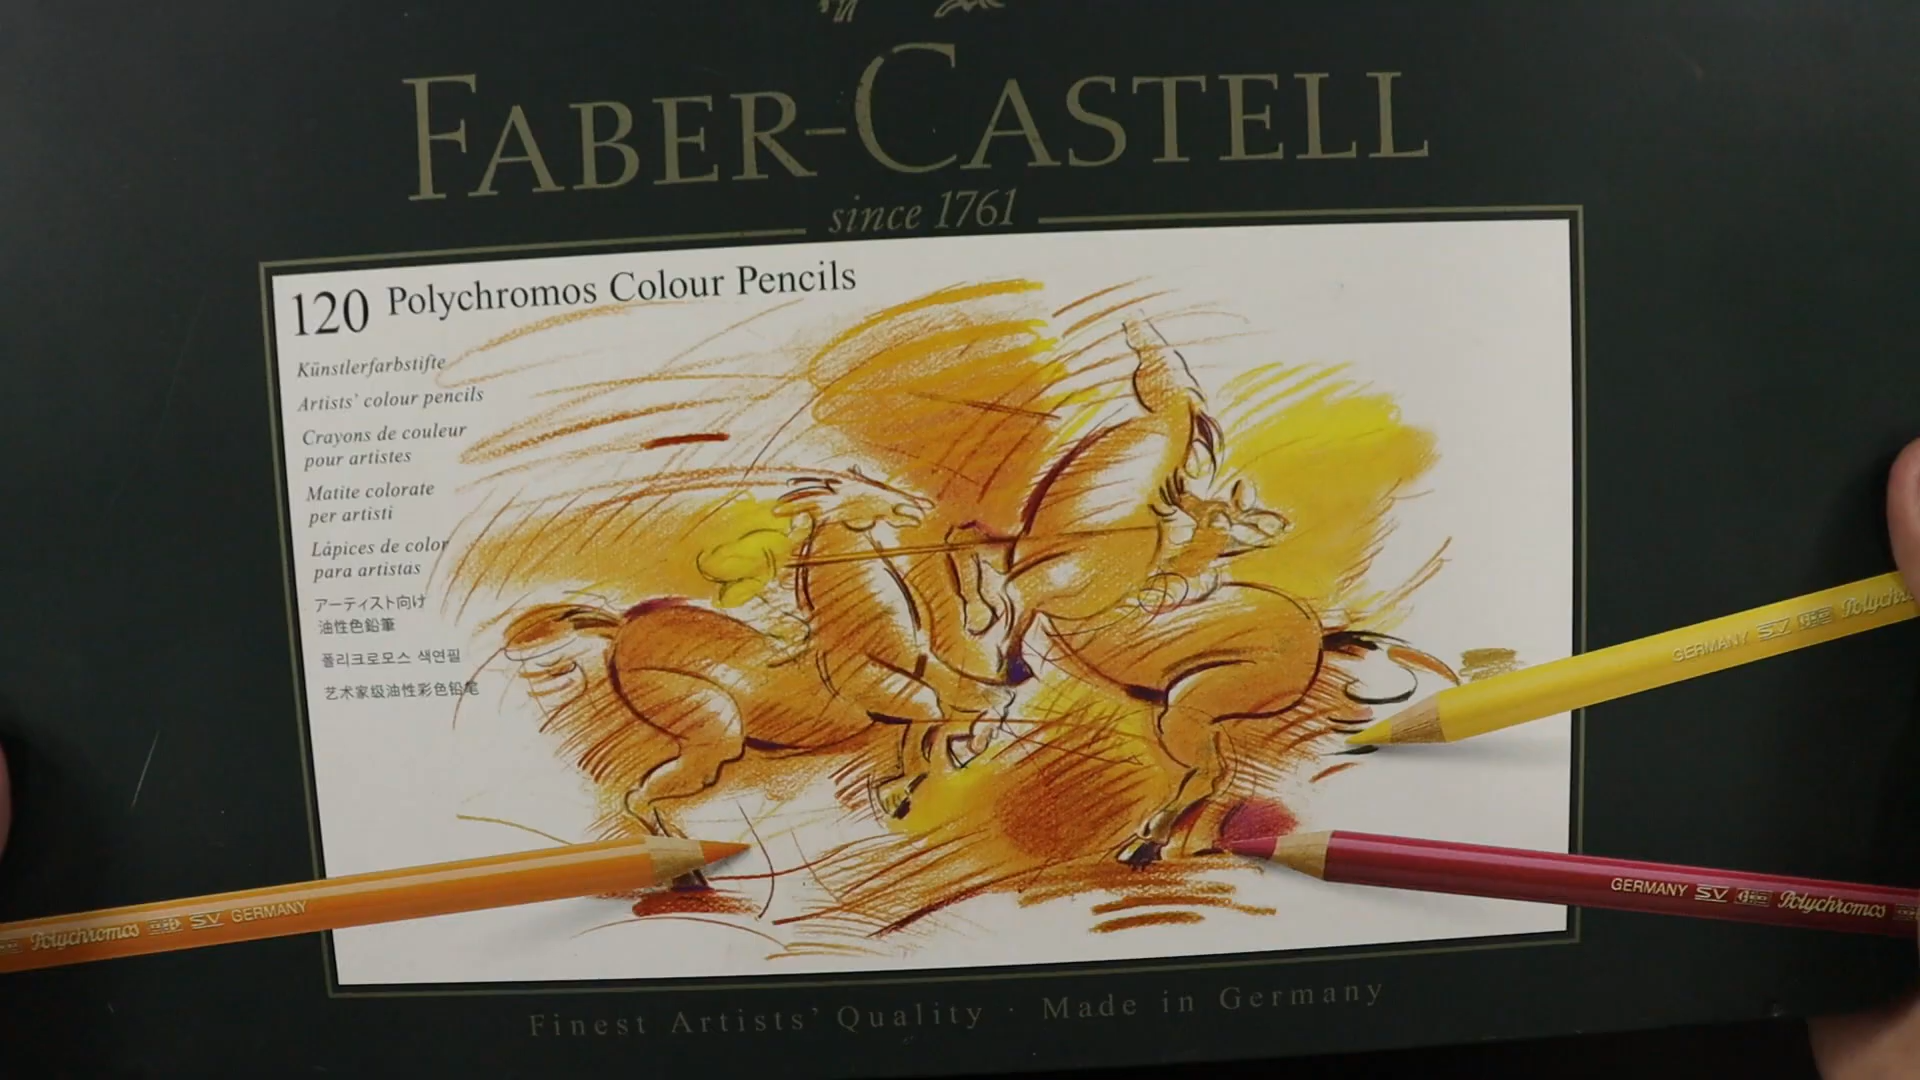 FABER-CASTELL
since 1761
120 Polychromos Colour Pencils
Künstlerfarbstifte
Artists' colour pencils
Crayons de couleur
pour artistes
Matite colorate
per artisti
Lápices de color
para artistas
アーティスト向け
油性色鉛筆
폴리크로모스 색연필
艺术家级油性彩色铅笔
GERMANY SV Polychro
Polychromos SV GERMANY
GERMANY SV Polychromos
Finest Artists' Quality · Made in Germany